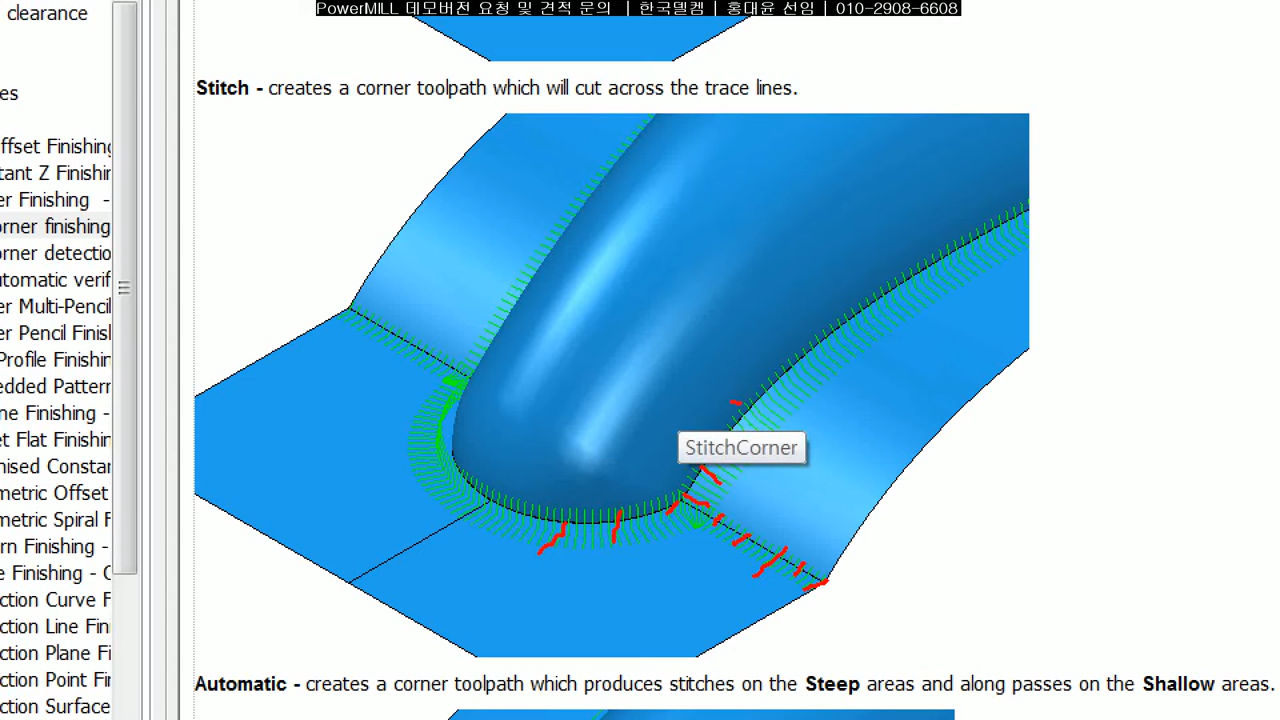 PowerMILL 데모버전 요청 및 견적 문의 | 한국델켐 | 홍대윤 선임 | 010-2908-6608
clearance
es
ffset Finishing
tant Z Finishin
er Finishing -
orner finishing
orner detectio
utomatic verif
er Multi-Pencil
er Pencil Finish
Profile Finishin
edded Pattern
ne Finishing -
et Flat Finishin
nised Constan
metric Offset
metric Spiral F
rn Finishing -
e Finishing - C
ction Curve F
ction Line Fin
ction Plane Fi
ction Point Fi
ction Surface
Stitch - creates a corner toolpath which will cut across the trace lines.
StitchCorner
Automatic - creates a corner toolpath which produces stitches on the Steep areas and along passes on the Shallow areas.